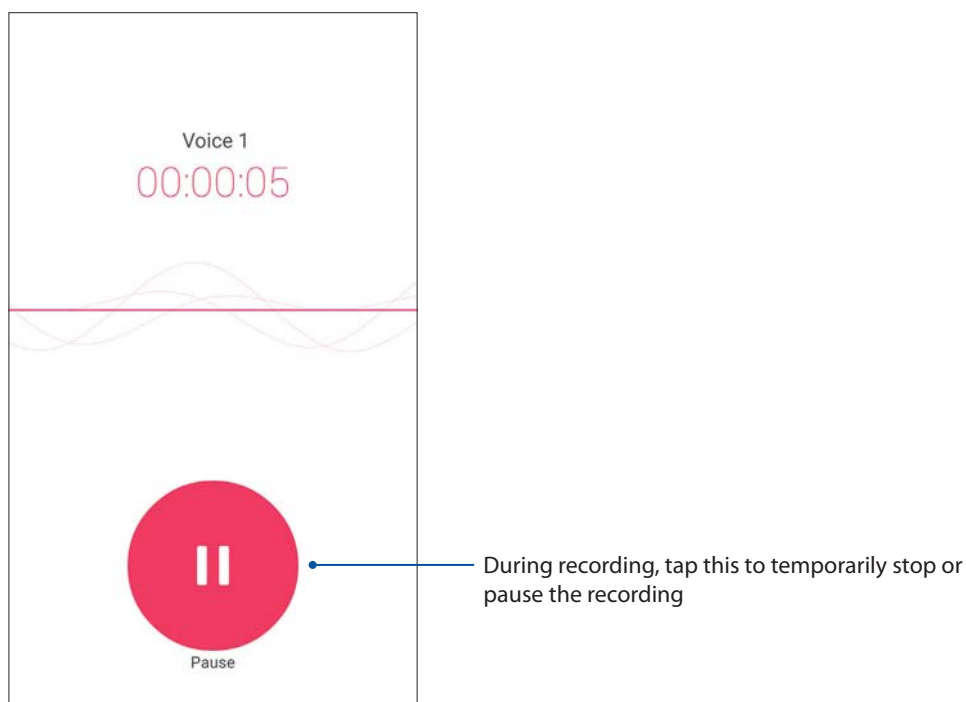 Voice 1
00:00:05
During recording, tap this to temporarily stop or
pause the recording
Pause